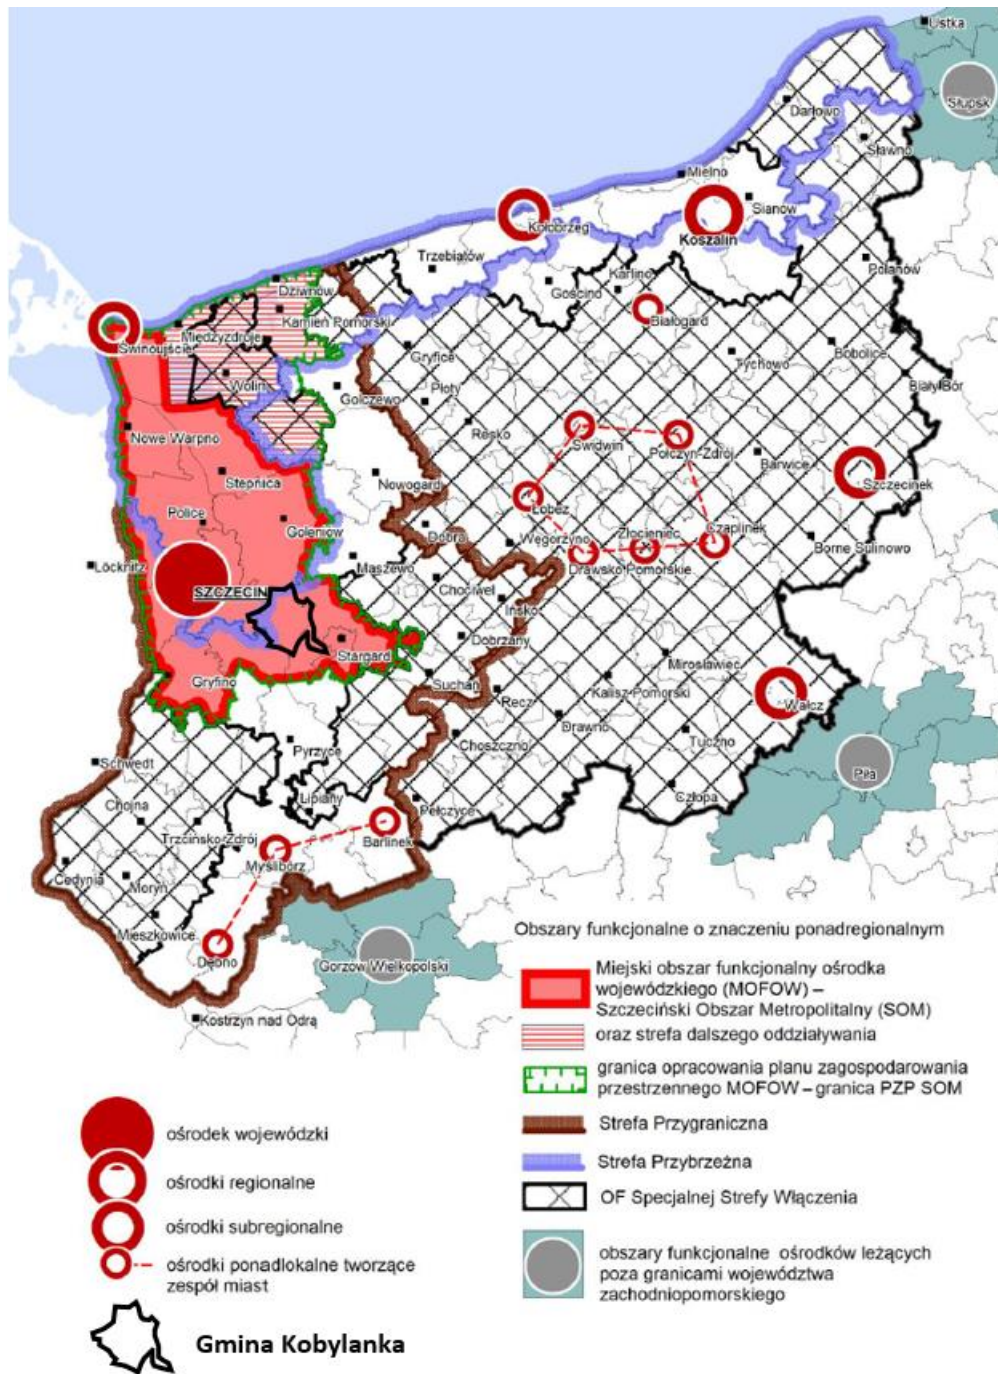 Ustka
Słupsk
Darłowo
Sławno
Mielno
Sianów
Kołobrzeg
Koszalin
Trzebiatów
Karlino
Polanów
Gościno
Dziwnów
Kamień Pomorski
Białogard
Międzyzdroje
Świnoujście
Gryfice
Tychowo
Bobolice
Wolin
Biały Bór
Golczewo
Płoty
Nowe Warpno
Resko
Świdwin
Połczyn-Zdrój
Barwice
Stepnica
Nowogard
Szczecinek
Police
Łobez
Goleniów
Dobra
Węgorzyno
Złocieniec
Czaplinek
Borne Sulinowo
Löcknitz
Maszewo
Drawsko Pomorskie
SZCZECIN
Chociwel
Ińsko
Dobrzany
Stargard
Mirosławiec
Gryfino
Suchań
Recz
Kalisz Pomorski
Wałcz
Drawno
Choszczno
Tuczno
Pyrzyce
Schwedt
Piła
Człopa
Lipiany
Pełczyce
Chojna
Trzcińsko-Zdrój
Barlinek
Myślibórz
Cedynia
Moryń
Mieszkowice
Dębno
Gorzów Wielkopolski
Kostrzyn nad Odrą
Obszary funkcjonalne o znaczeniu ponadregionalnym
Miejski obszar funkcjonalny ośrodka
wojewódzkiego (MOFOW) –
Szczeciński Obszar Metropolitalny (SOM)
oraz strefa dalszego oddziaływania
granica opracowania planu zagospodarowania
przestrzennego MOFOW – granica PZP SOM
Strefa Przygraniczna
Strefa Przybrzeżna
OF Specjalnej Strefy Włączenia
obszary funkcjonalne ośrodków leżących
poza granicami województwa
zachodniopomorskiego
ośrodek wojewódzki
ośrodki regionalne
ośrodki subregionalne
ośrodki ponadlokalne tworzące
zespół miast
Gmina Kobylanka